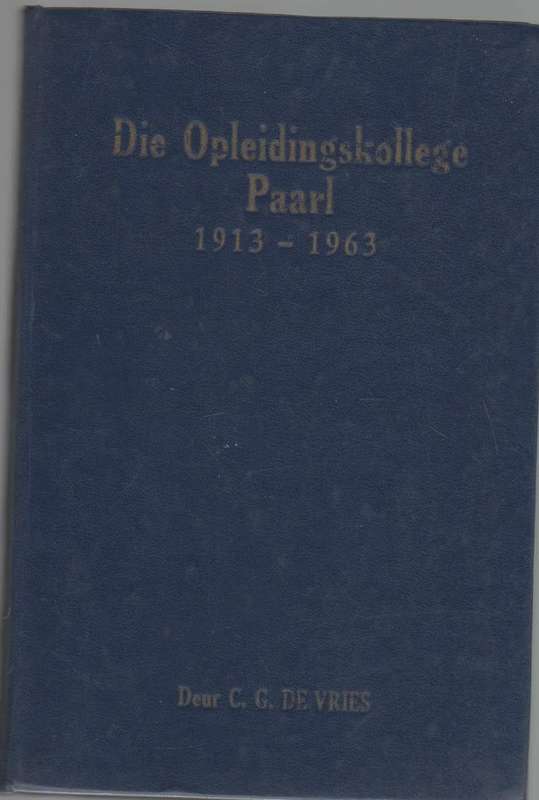 Die Opleidingskollege
Paarl
1913 - 1963
Deur C. G. DE VRIES